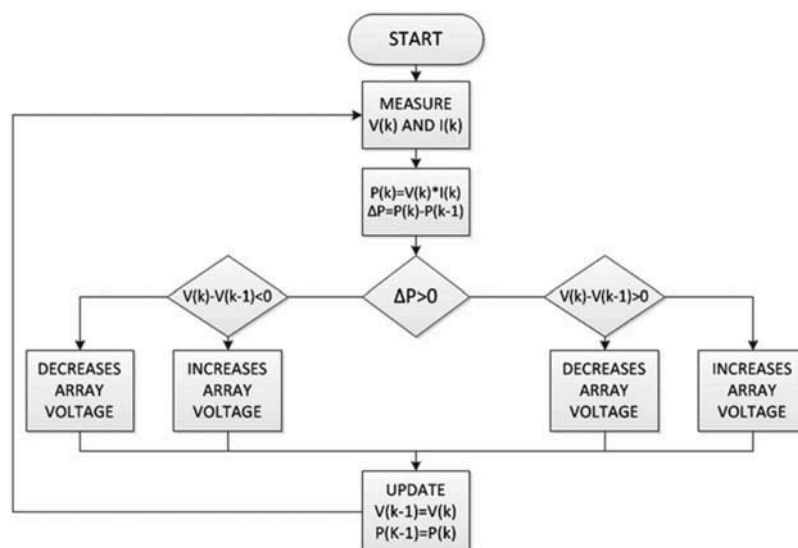 START
MEASURE
V(k) AND I(k)
P(k)=V(k)*I(k)
ΔP=P(k)-P(k-1)
V(k)-V(k-1)<0
ΔP>0
V(k)-V(k-1)>0
DECREASES
ARRAY
VOLTAGE
INCREASES
ARRAY
VOLTAGE
DECREASES
ARRAY
VOLTAGE
INCREASES
ARRAY
VOLTAGE
UPDATE
V(k-1)=V(k)
P(K-1)=P(k)